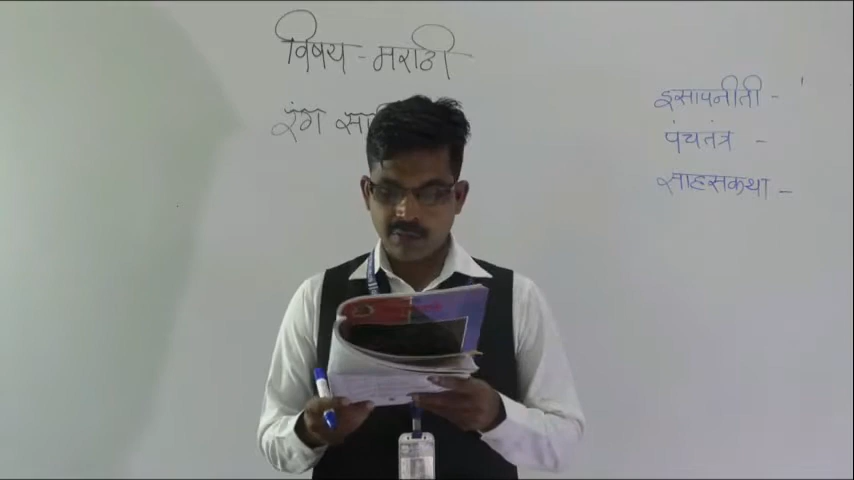 विषय - मराठी
रंग
इसापनीती -
पंचतंत्र -
साहसकथा -